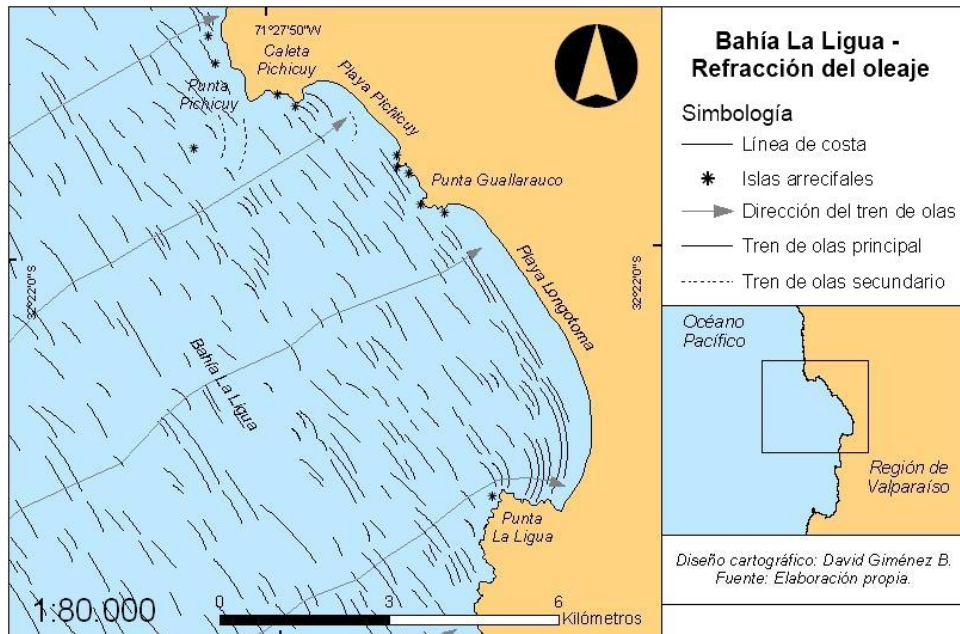 71°27'50"W
Caleta
Pichicuy
Punta
Pichicuy
Playa Pichicuy
Punta Guallarauco
32°22'0"S
32°22'0"S
Playa Longotoma
Bahía La Ligua
Punta
La Ligua
1:80.000
0 3 6
Kilómetros
Bahía La Ligua -
Refracción del oleaje
Simbología
Línea de costa
Islas arrecifales
Dirección del tren de olas
Tren de olas principal
Tren de olas secundario
Océano
Pacífico
Región de
Valparaíso
Diseño cartográfico: David Giménez B.
Fuente: Elaboración propia.